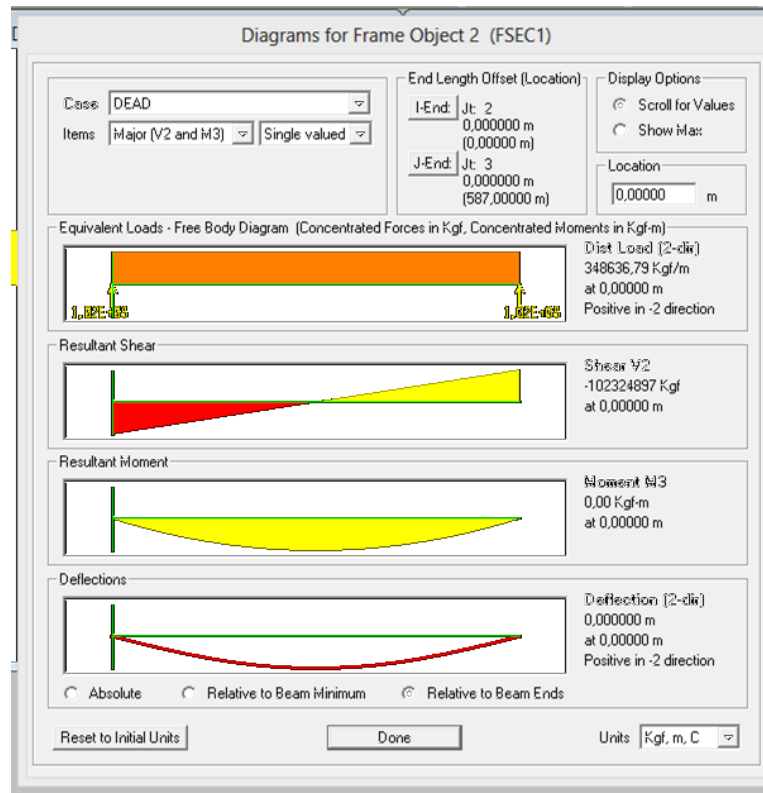 Diagrams for Frame Object 2 (FSEC1)
Case DEAD
Items Major (V2 and M3) Single valued
End Length Offset (Location)
I-End: Jt: 2
0,000000 m
(0,00000 m)
J-End: Jt: 3
0,000000 m
(587,00000 m)
Display Options
Scroll for Values
Show Max
Location
0,00000 m
Equivalent Loads - Free Body Diagram (Concentrated Forces in Kgf, Concentrated Moments in Kgf-m)
Dist Load (2-dir)
348636,79 Kgf/m
at 0,00000 m
Positive in -2 direction
1,02E+08 1,02E+08
Resultant Shear
Shear V2
-102324897 Kgf
at 0,00000 m
Resultant Moment
Moment M3
0,00 Kgf-m
at 0,00000 m
Deflections
Deflection (2-dir)
0,000000 m
at 0,00000 m
Positive in -2 direction
Absolute Relative to Beam Minimum Relative to Beam Ends
Reset to Initial Units Done Units Kgf, m, C